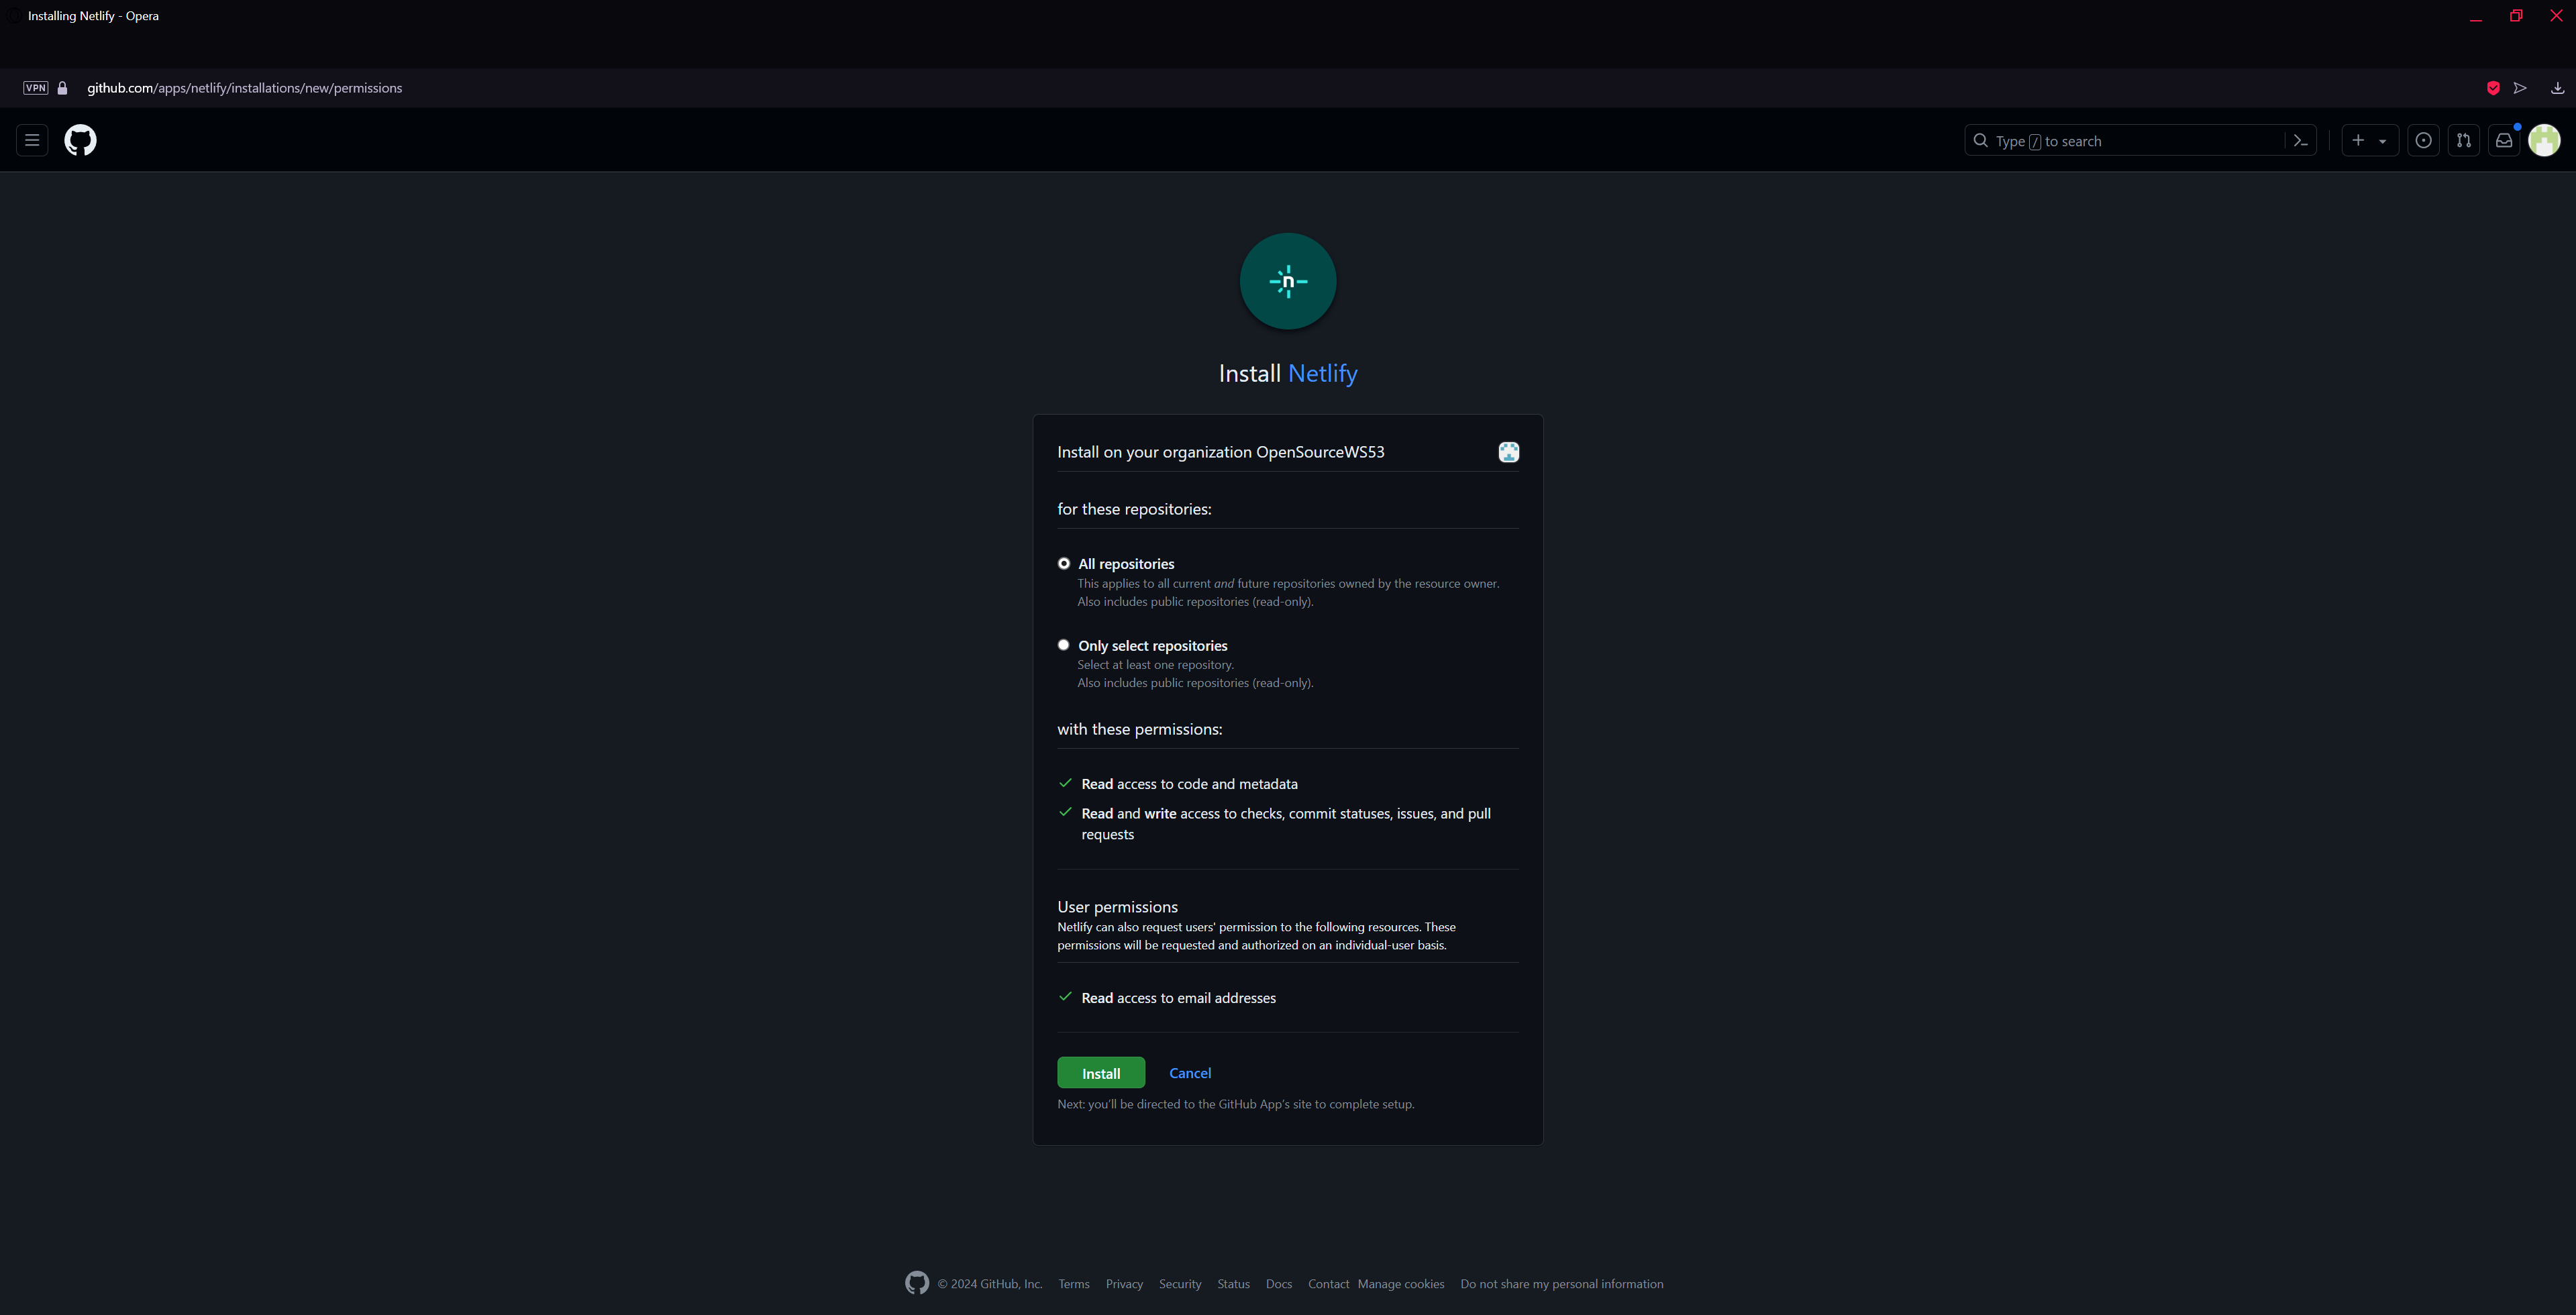 Installing Netlify - Opera
VPN github.com/apps/netlify/installations/new/permissions
Type / to search
n
Install Netlify
Install on your organization OpenSourceWS53
for these repositories:
All repositories
This applies to all current and future repositories owned by the resource owner.
Also includes public repositories (read-only).
Only select repositories
Select at least one repository.
Also includes public repositories (read-only).
with these permissions:
Read access to code and metadata
Read and write access to checks, commit statuses, issues, and pull
requests
User permissions
Netlify can also request users' permission to the following resources. These
permissions will be requested and authorized on an individual-user basis.
Read access to email addresses
Install Cancel
Next: you'll be directed to the GitHub App's site to complete setup.
© 2024 GitHub, Inc. Terms Privacy Security Status Docs Contact Manage cookies Do not share my personal information